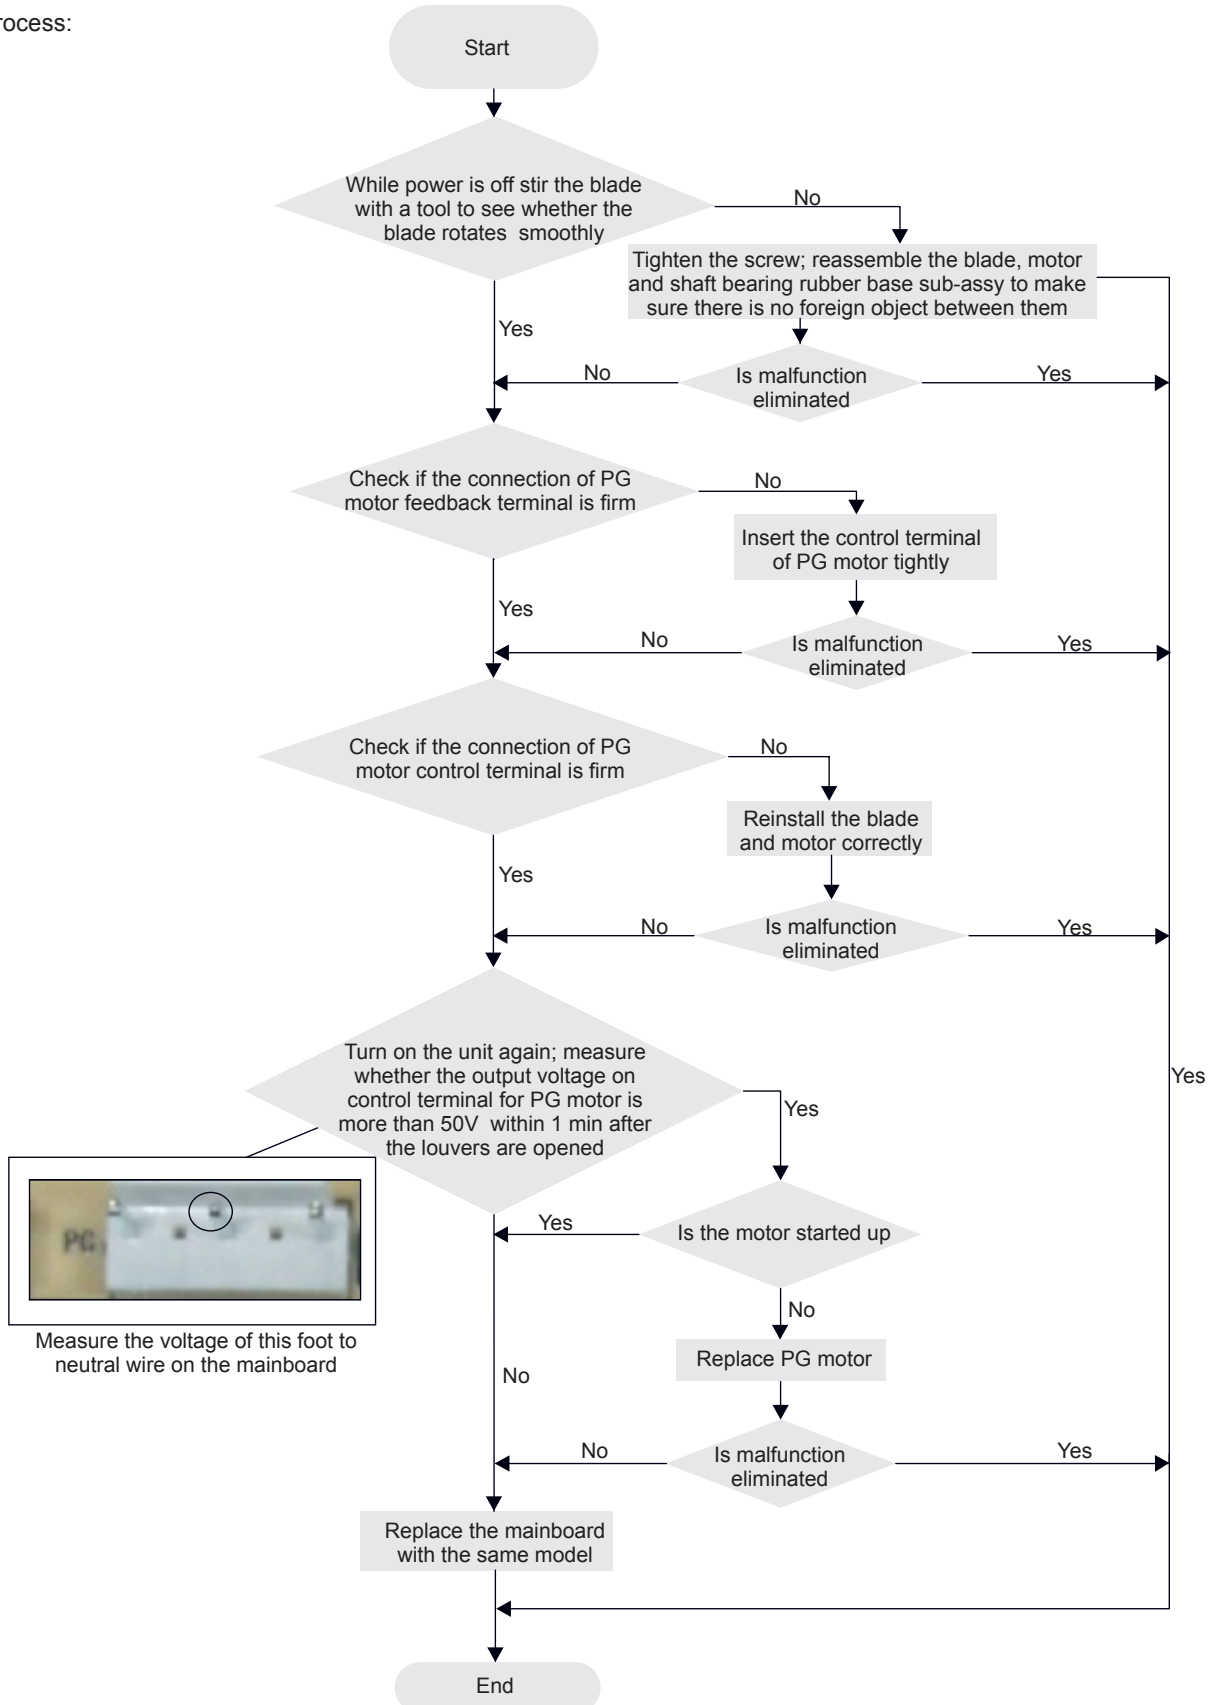 rocess:
Start
While power is off stir the blade
with a tool to see whether the
blade rotates smoothly
No
Tighten the screw; reassemble the blade, motor
and shaft bearing rubber base sub-assy to make
sure there is no foreign object between them
Yes
No
Is malfunction
eliminated
Yes
Check if the connection of PG
motor feedback terminal is firm
No
Insert the control terminal
of PG motor tightly
Yes
No
Is malfunction
eliminated
Yes
Check if the connection of PG
motor control terminal is firm
No
Reinstall the blade
and motor correctly
Yes
No
Is malfunction
eliminated
Yes
Turn on the unit again; measure
whether the output voltage on
control terminal for PG motor is
more than 50V within 1 min after
the louvers are opened
Yes
Yes
PG
Yes
Is the motor started up
Measure the voltage of this foot to
neutral wire on the mainboard
No
Replace PG motor
No
No
Is malfunction
eliminated
Yes
Replace the mainboard
with the same model
End